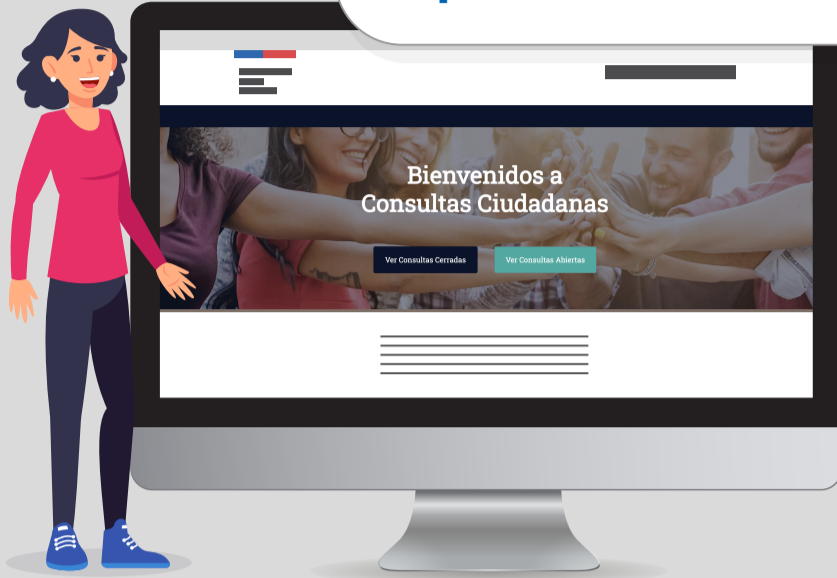 Bienvenidos a
Consultas Ciudadanas
Ver Consultas Cerradas
Ver Consultas Abiertas